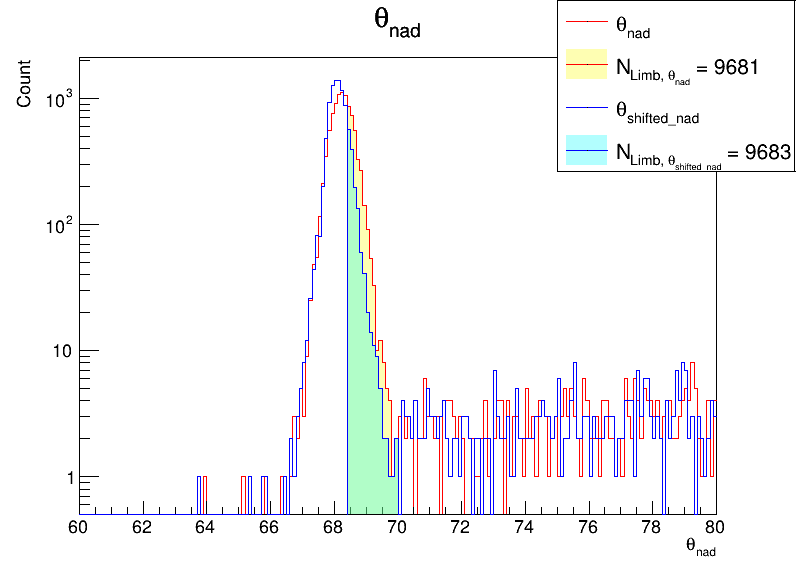 θnad
θnad
NLimb, θnad = 9681
θshifted_nad
NLimb, θshifted_nad = 9683
Count
10³
10²
10
1
60 62 64 66 68 70 72 74 76 78 80
θnad